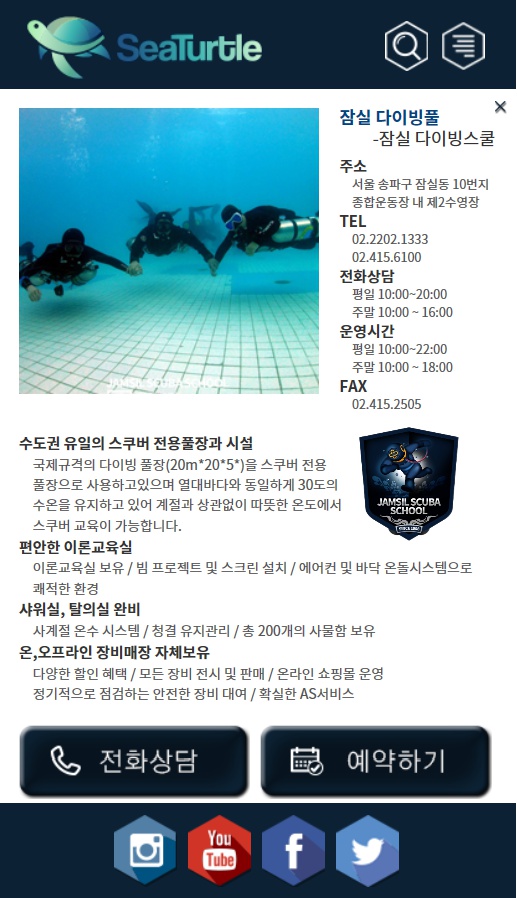 SeaTurtle
잠실 다이빙풀
-잠실 다이빙스쿨
주소
서울 송파구 잠실동 10번지
종합운동장 내 제2수영장
TEL
02.2202.1333
02.415.6100
전화상담
평일 10:00~20:00
주말 10:00 ~ 16:00
운영시간
평일 10:00~22:00
주말 10:00 ~ 18:00
FAX
02.415.2505
JAMSIL SCUBA SCHOOL
수도권 유일의 스쿠버 전용풀장과 시설
국제규격의 다이빙 풀장(20m*20*5*)을 스쿠버 전용
풀장으로 사용하고있으며 열대바다와 동일하게 30도의
수온을 유지하고 있어 계절과 상관없이 따뜻한 온도에서
스쿠버 교육이 가능합니다.
JAMSIL SCUBA
SCHOOL
편안한 이론교육실
이론교육실 보유 / 빔 프로젝트 및 스크린 설치 / 에어컨 및 바닥 온돌시스템으로
쾌적한 환경
샤워실, 탈의실 완비
사계절 온수 시스템 / 청결 유지관리 / 총 200개의 사물함 보유
온,오프라인 장비매장 자체보유
다양한 할인 혜택 / 모든 장비 전시 및 판매 / 온라인 쇼핑몰 운영
정기적으로 점검하는 안전한 장비 대여 / 확실한 AS서비스
전화상담
예약하기
You
Tube